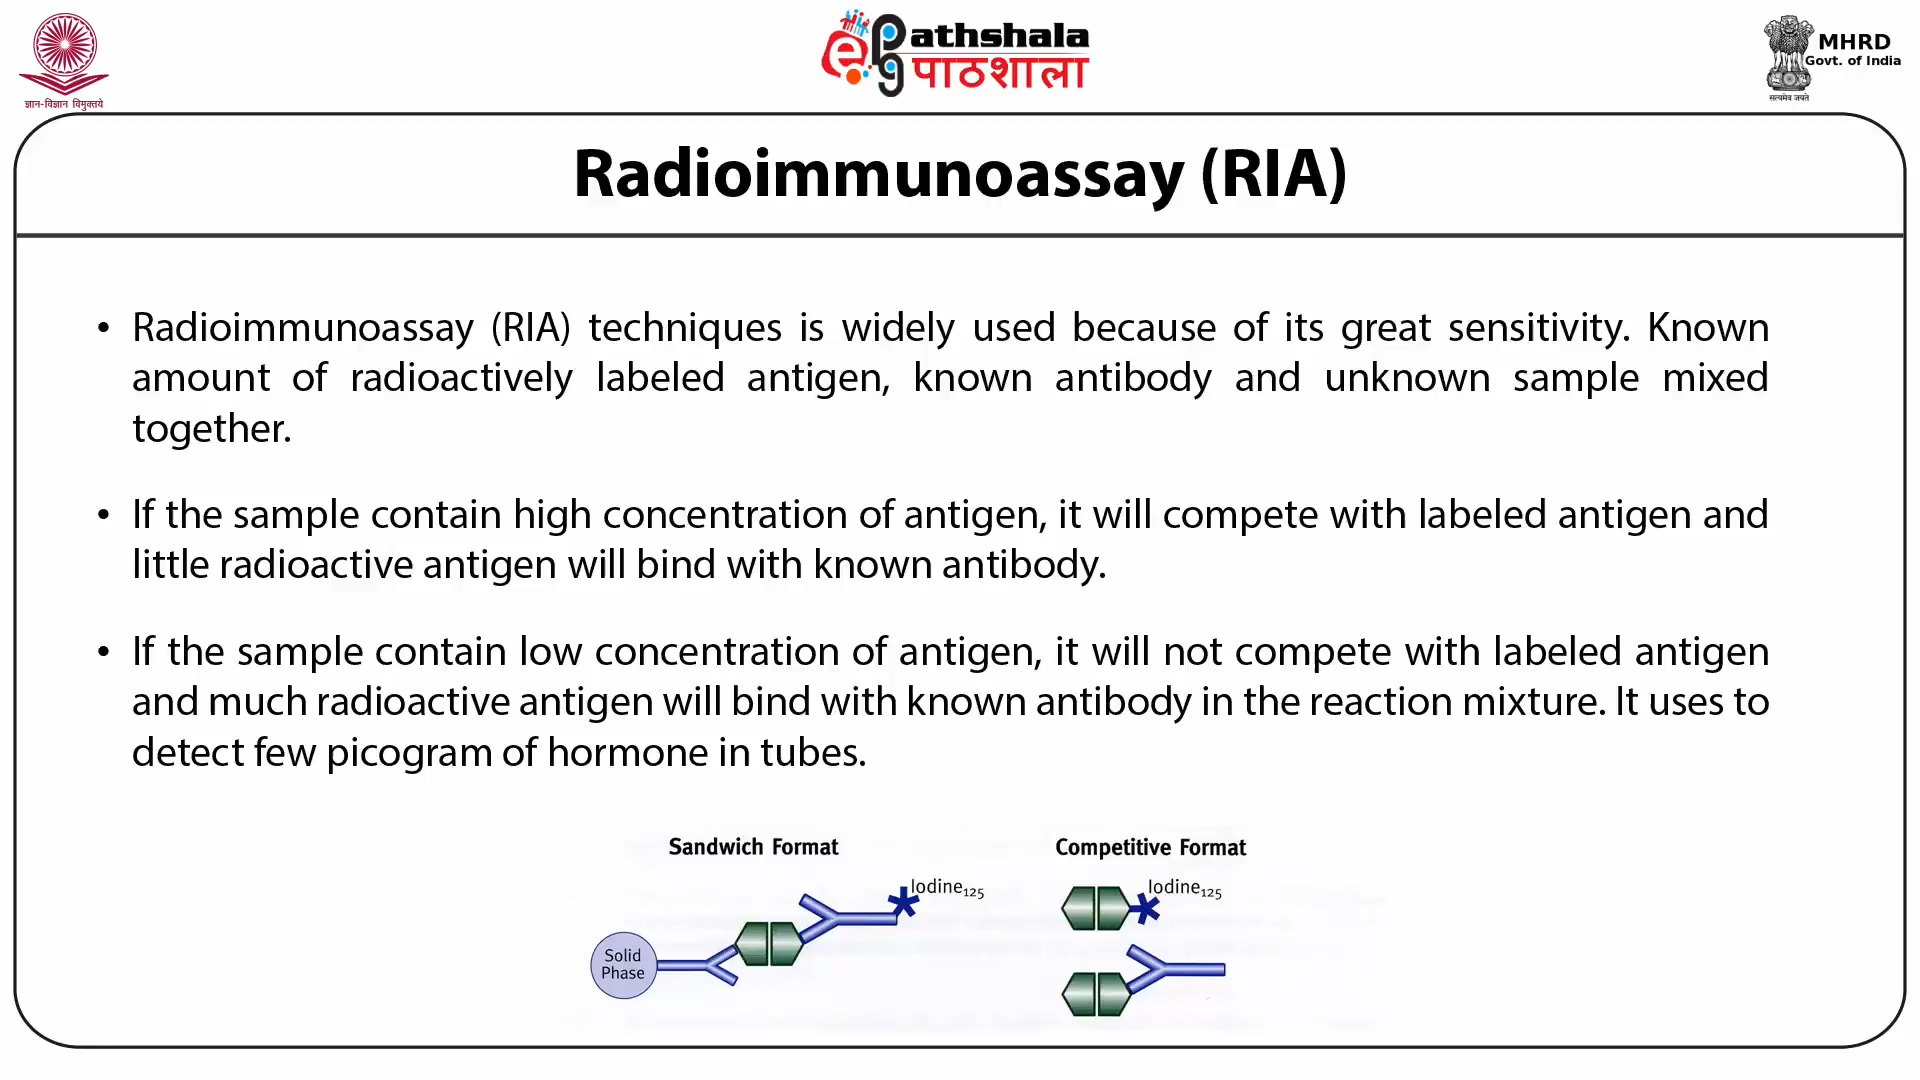 ज्ञान-विज्ञान विमुक्तये
ePathshala
पाठशाला
MHRD
Govt. of India
सत्यमेव जयते
Radioimmunoassay (RIA)
• Radioimmunoassay (RIA) techniques is widely used because of its great sensitivity. Known
amount of radioactively labeled antigen, known antibody and unknown sample mixed
together.
• If the sample contain high concentration of antigen, it will compete with labeled antigen and
little radioactive antigen will bind with known antibody.
• If the sample contain low concentration of antigen, it will not compete with labeled antigen
and much radioactive antigen will bind with known antibody in the reaction mixture. It uses to
detect few picogram of hormone in tubes.
Sandwich Format
Iodine₁₂₅
Solid
Phase
Competitive Format
Iodine₁₂₅